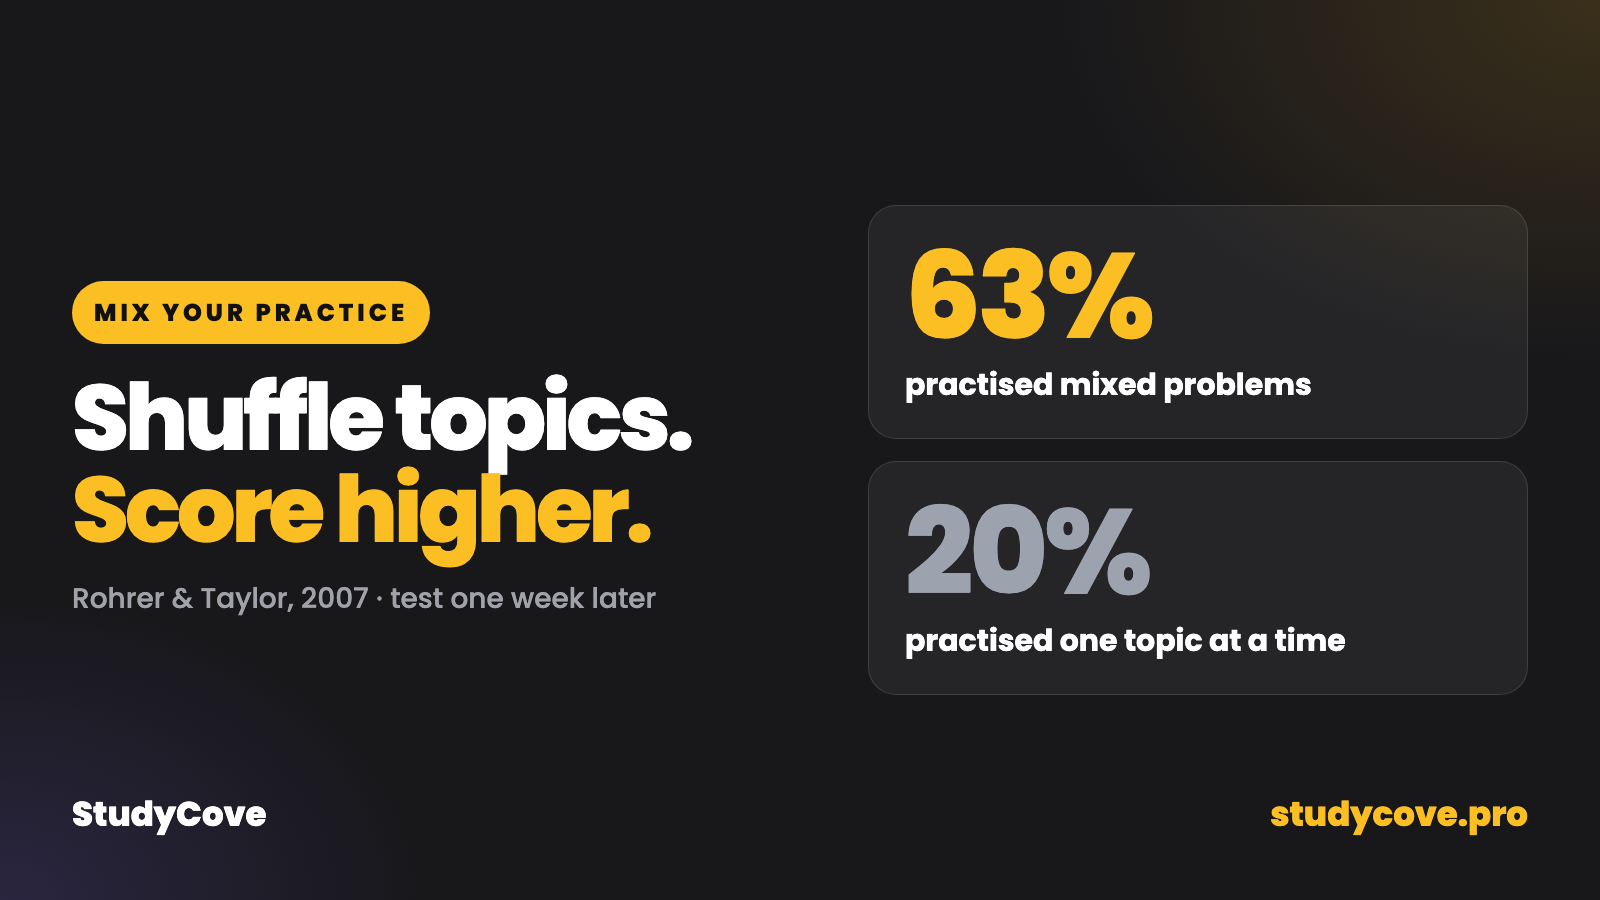 MIX YOUR PRACTICE
Shuffle topics.
Score higher.
Rohrer & Taylor, 2007 · test one week later
63%
practised mixed problems
20%
practised one topic at a time
StudyCove
studycove.pro